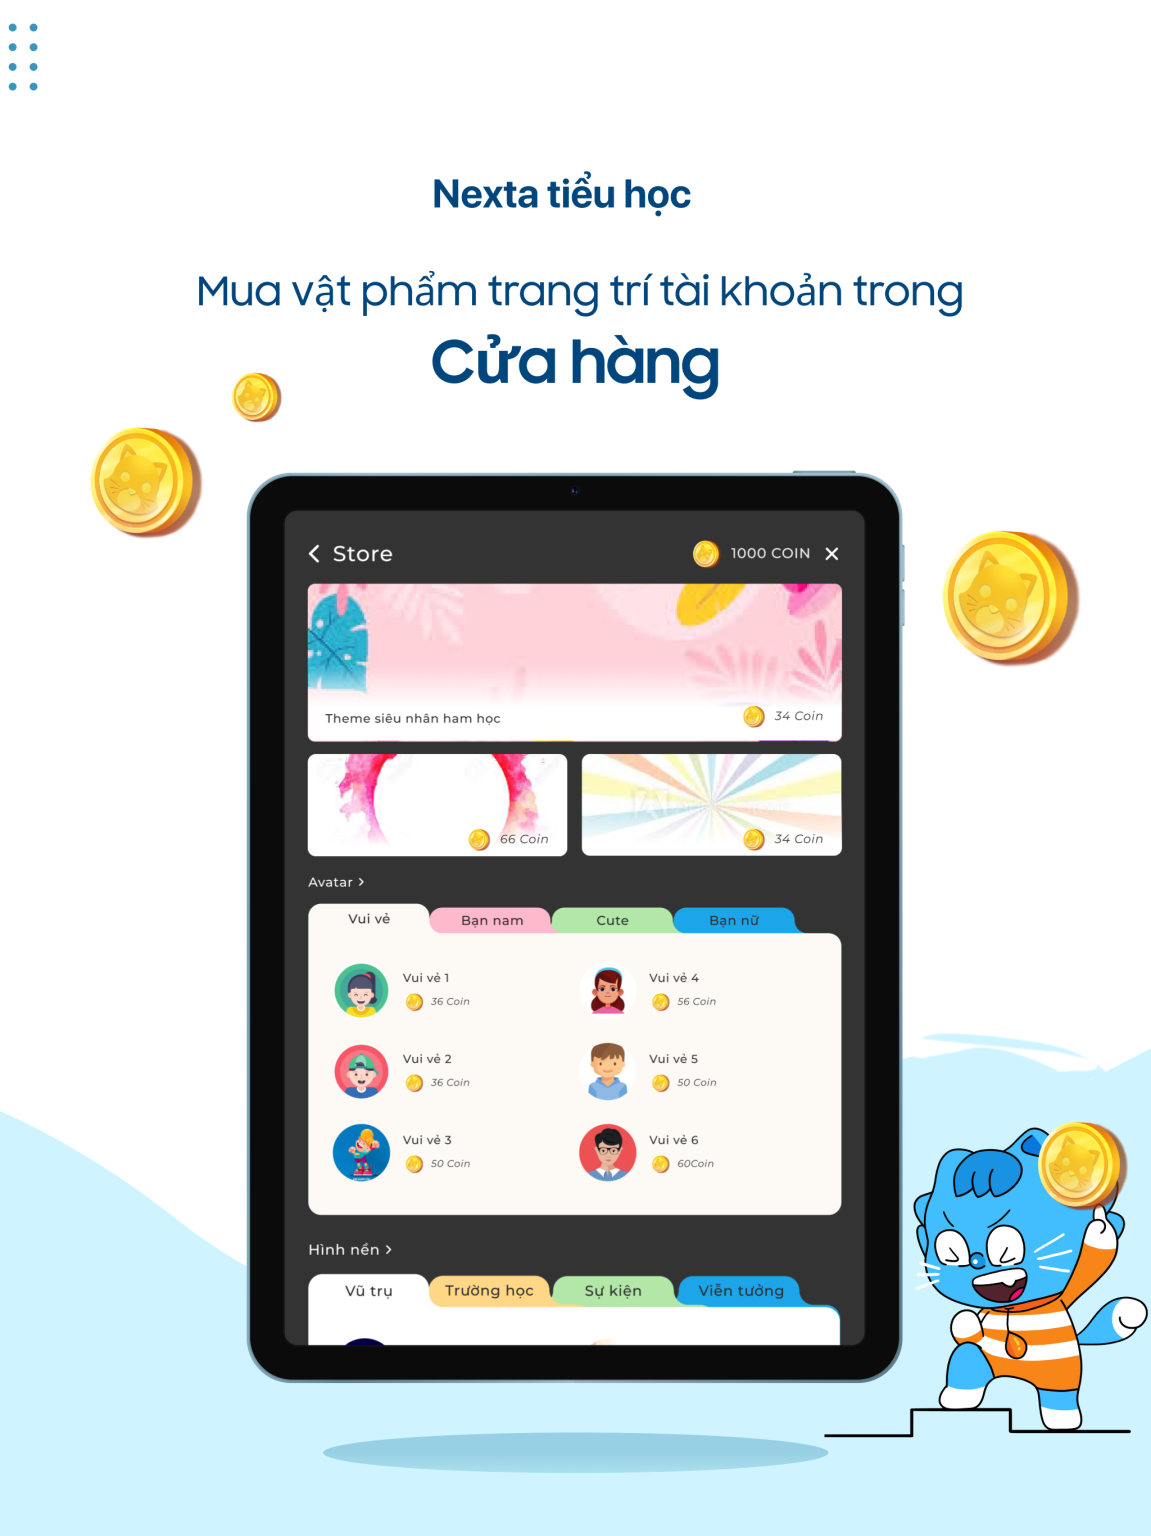 Nexta tiểu học
Mua vật phẩm trang trí tài khoản trong
Cửa hàng
Store
1000 COIN
Theme siêu nhân ham học
34 Coin
66 Coin
34 Coin
Avatar
Vui vẻ
Bạn nam
Cute
Bạn nữ
Vui vẻ 1
36 Coin
Vui vẻ 4
56 Coin
Vui vẻ 2
36 Coin
Vui vẻ 5
50 Coin
Vui vẻ 3
50 Coin
Vui vẻ 6
60Coin
Hình nền
Vũ trụ
Trường học
Sự kiện
Viễn tưởng